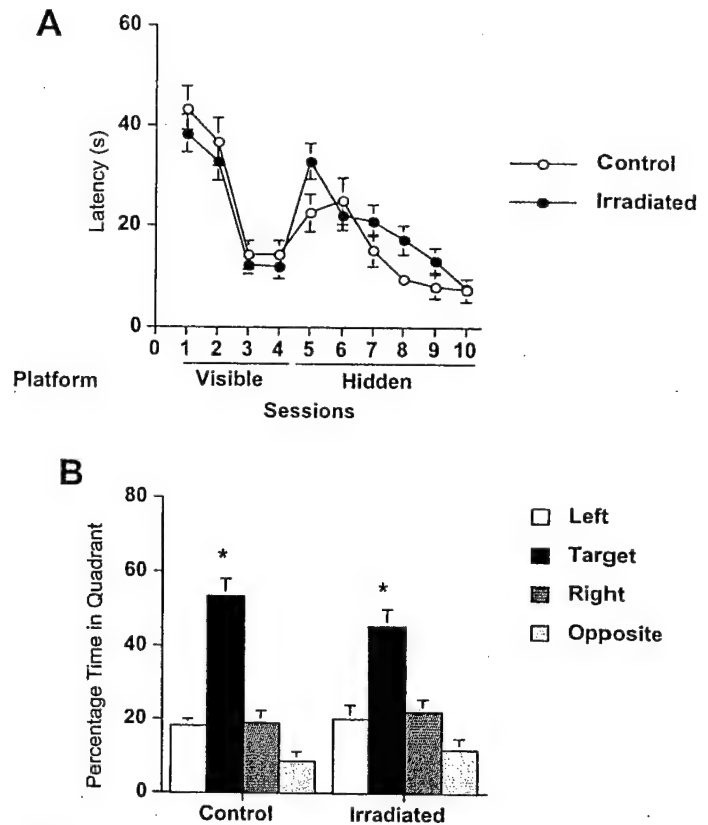 A
60
40
20
0
Latency (s)
Control
Irradiated
0 1 2 3 4 5 6 7 8 9 10
Platform
Visible Hidden
Sessions
B
80
60
40
20
0
Percentage Time in Quadrant
*
*
Left
Target
Right
Opposite
Control Irradiated